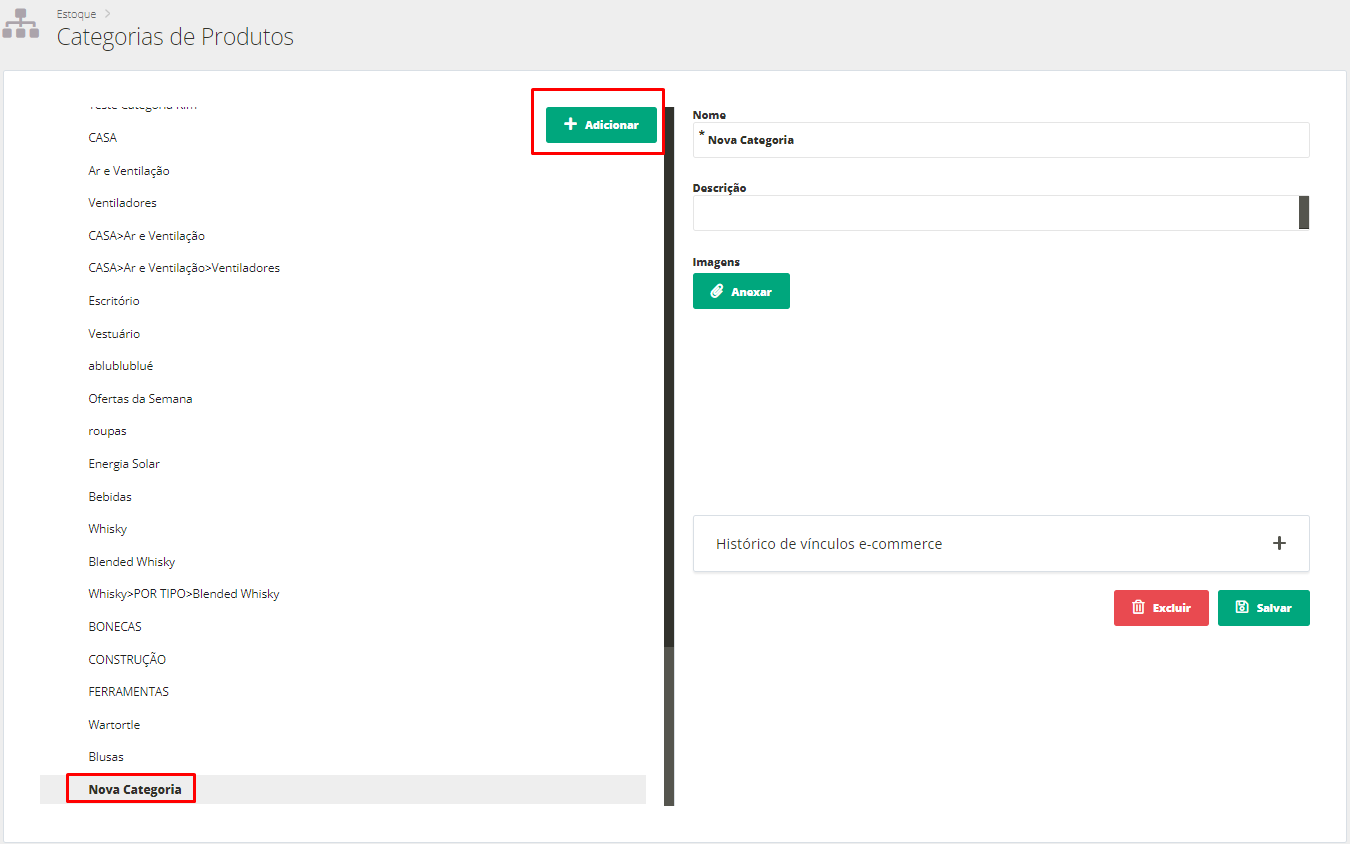 Estoque
Categorias de Produtos
Adicionar
CASA
Ar e Ventilação
Ventiladores
CASA>Ar e Ventilação
CASA>Ar e Ventilação>Ventiladores
Escritório
Vestuário
ablublublué
Ofertas da Semana
roupas
Energia Solar
Bebidas
Whisky
Blended Whisky
Whisky>POR TIPO>Blended Whisky
BONECAS
CONSTRUÇÃO
FERRAMENTAS
Wartortle
Blusas
Nova Categoria
Nome
* Nova Categoria
Descrição
Imagens
Anexar
Histórico de vínculos e-commerce
Excluir
Salvar